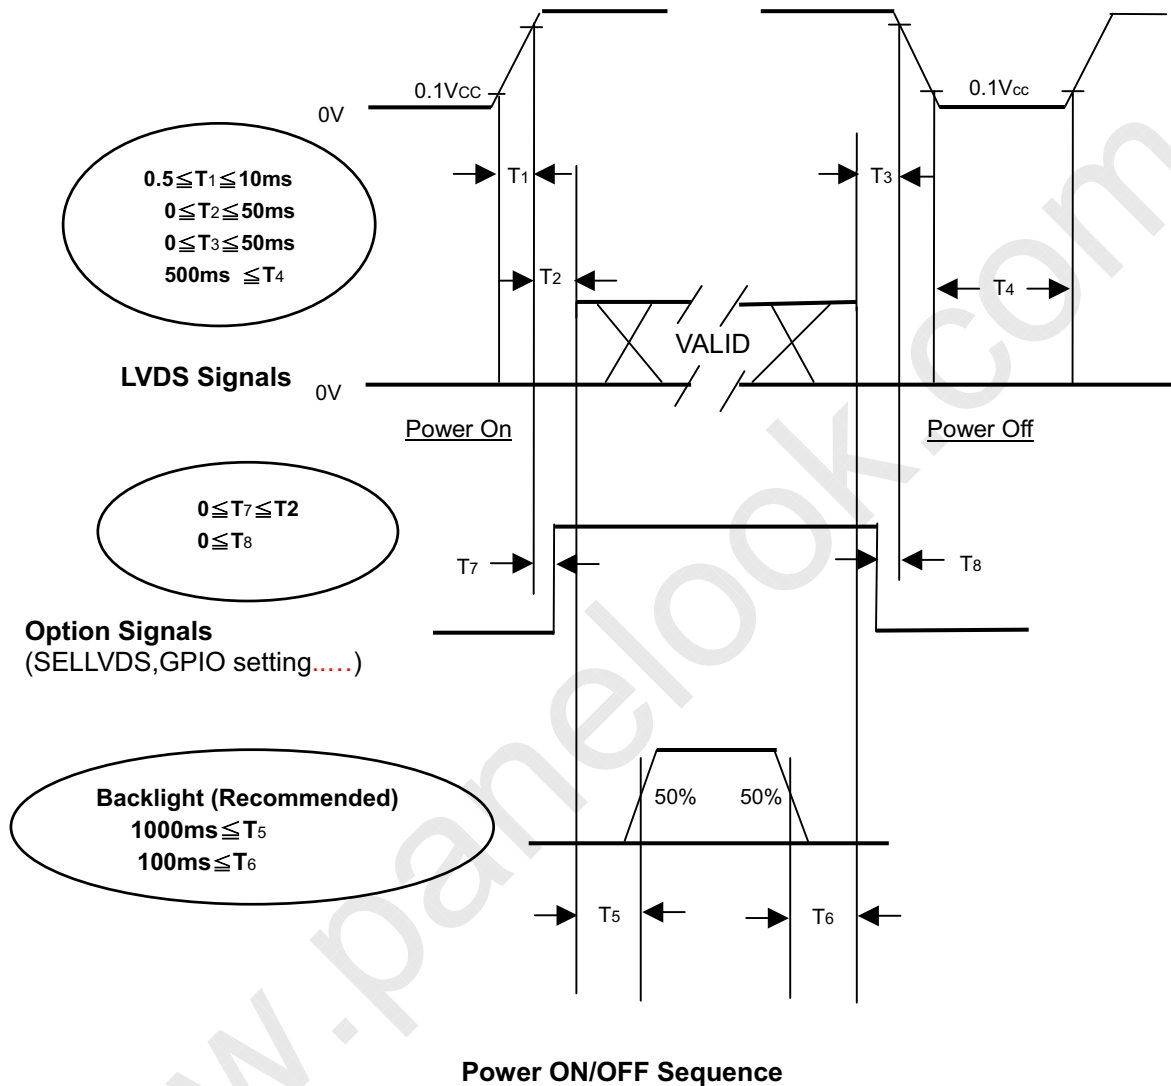 0.1VCC
0.1Vcc
0V
0.5≦T1≦10ms
0≦T2≦50ms
0≦T3≦50ms
500ms ≦T4
T1
T3
T2
T4
VALID
LVDS Signals
0V
Power On
Power Off
0≦T7≦T2
0≦T8
T7
T8
Option Signals
(SELLVDS,GPIO setting.....)
Backlight (Recommended)
1000ms≦T5
100ms≦T6
50%
50%
T5
T6
Power ON/OFF Sequence
w.panelook.com